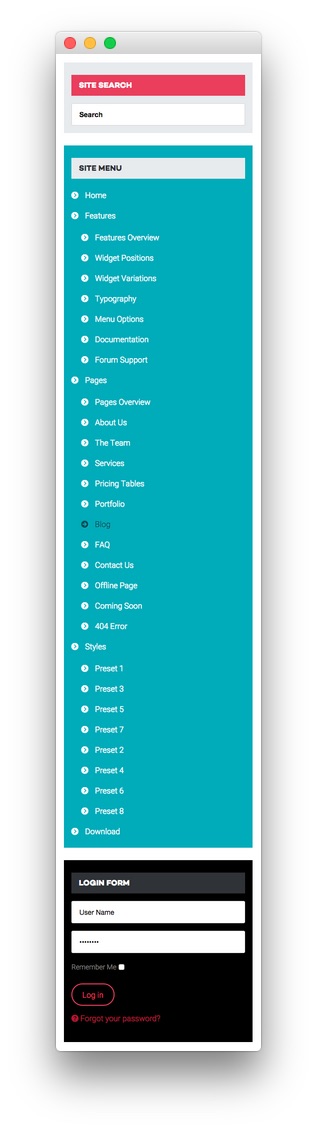 SITE SEARCH
Search
SITE MENU
Home
Features
Features Overview
Widget Positions
Widget Variations
Typography
Menu Options
Documentation
Forum Support
Pages
Pages Overview
About Us
The Team
Services
Pricing Tables
Portfolio
Blog
FAQ
Contact Us
Offline Page
Coming Soon
404 Error
Styles
Preset 1
Preset 3
Preset 5
Preset 7
Preset 2
Preset 4
Preset 6
Preset 8
Download
LOGIN FORM
User Name
••••••••
Remember Me
Log in
Forgot your password?